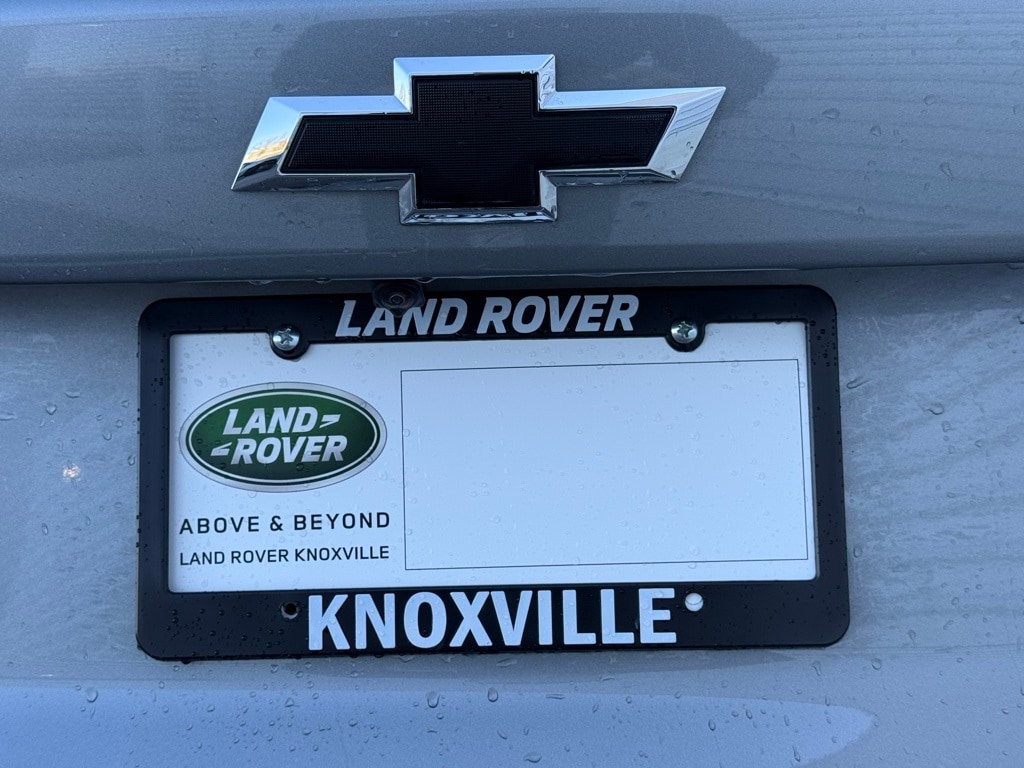 LAND ROVER
LAND
ROVER
ABOVE & BEYOND
LAND ROVER KNOXVILLE
KNOXVILLE